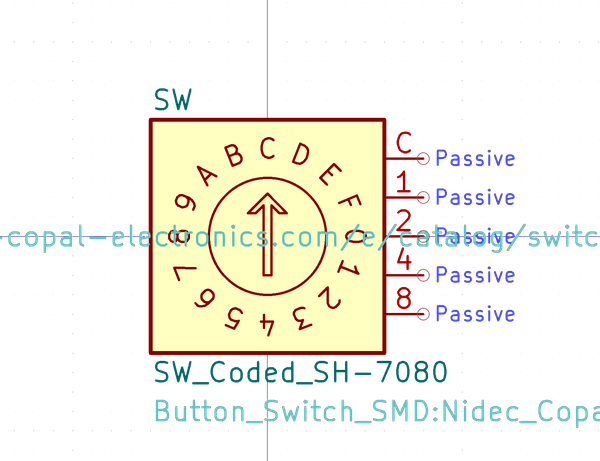 SW
C
1
2
4
8
Passive
Passive
Passive
Passive
Passive
0
1
2
3
4
5
6
7
8
9
A
B
C
D
E
F
-copal-electronics.com/e/catalog/switc
SW_Coded_SH-7080
Button_Switch_SMD:Nidec_Copa